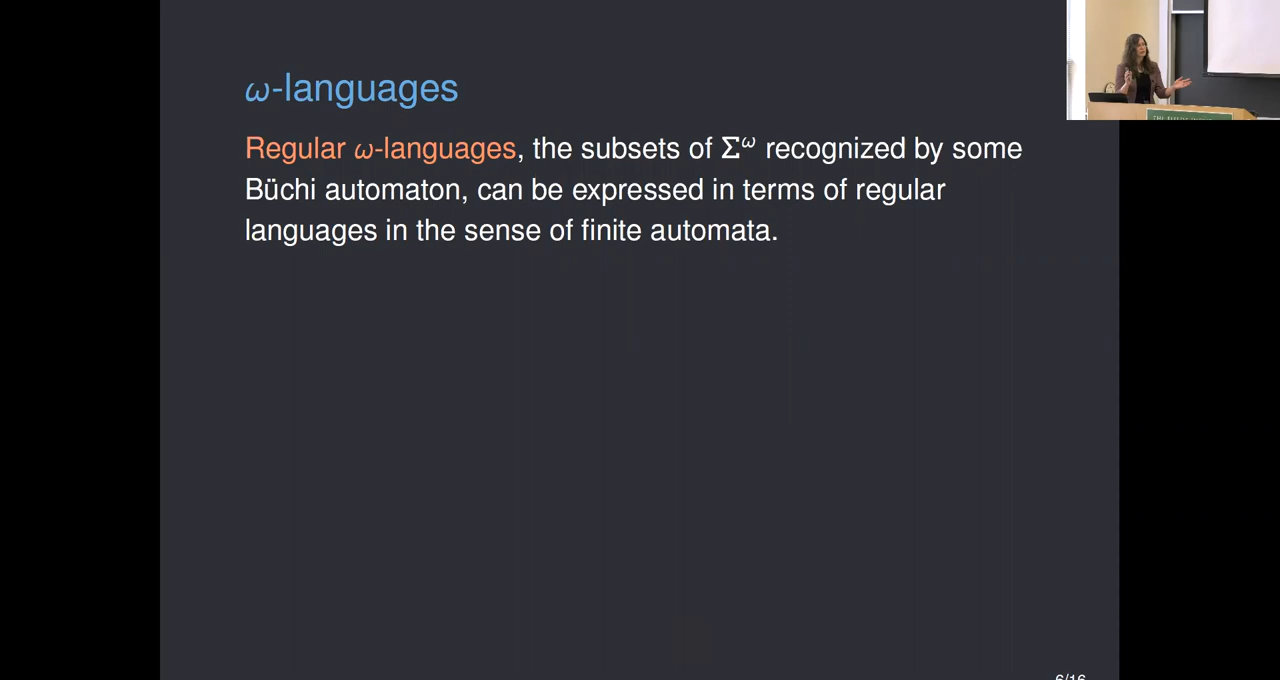 ω-languages
Regular ω-languages, the subsets of Σ^ω recognized by some
Büchi automaton, can be expressed in terms of regular
languages in the sense of finite automata.
6/16